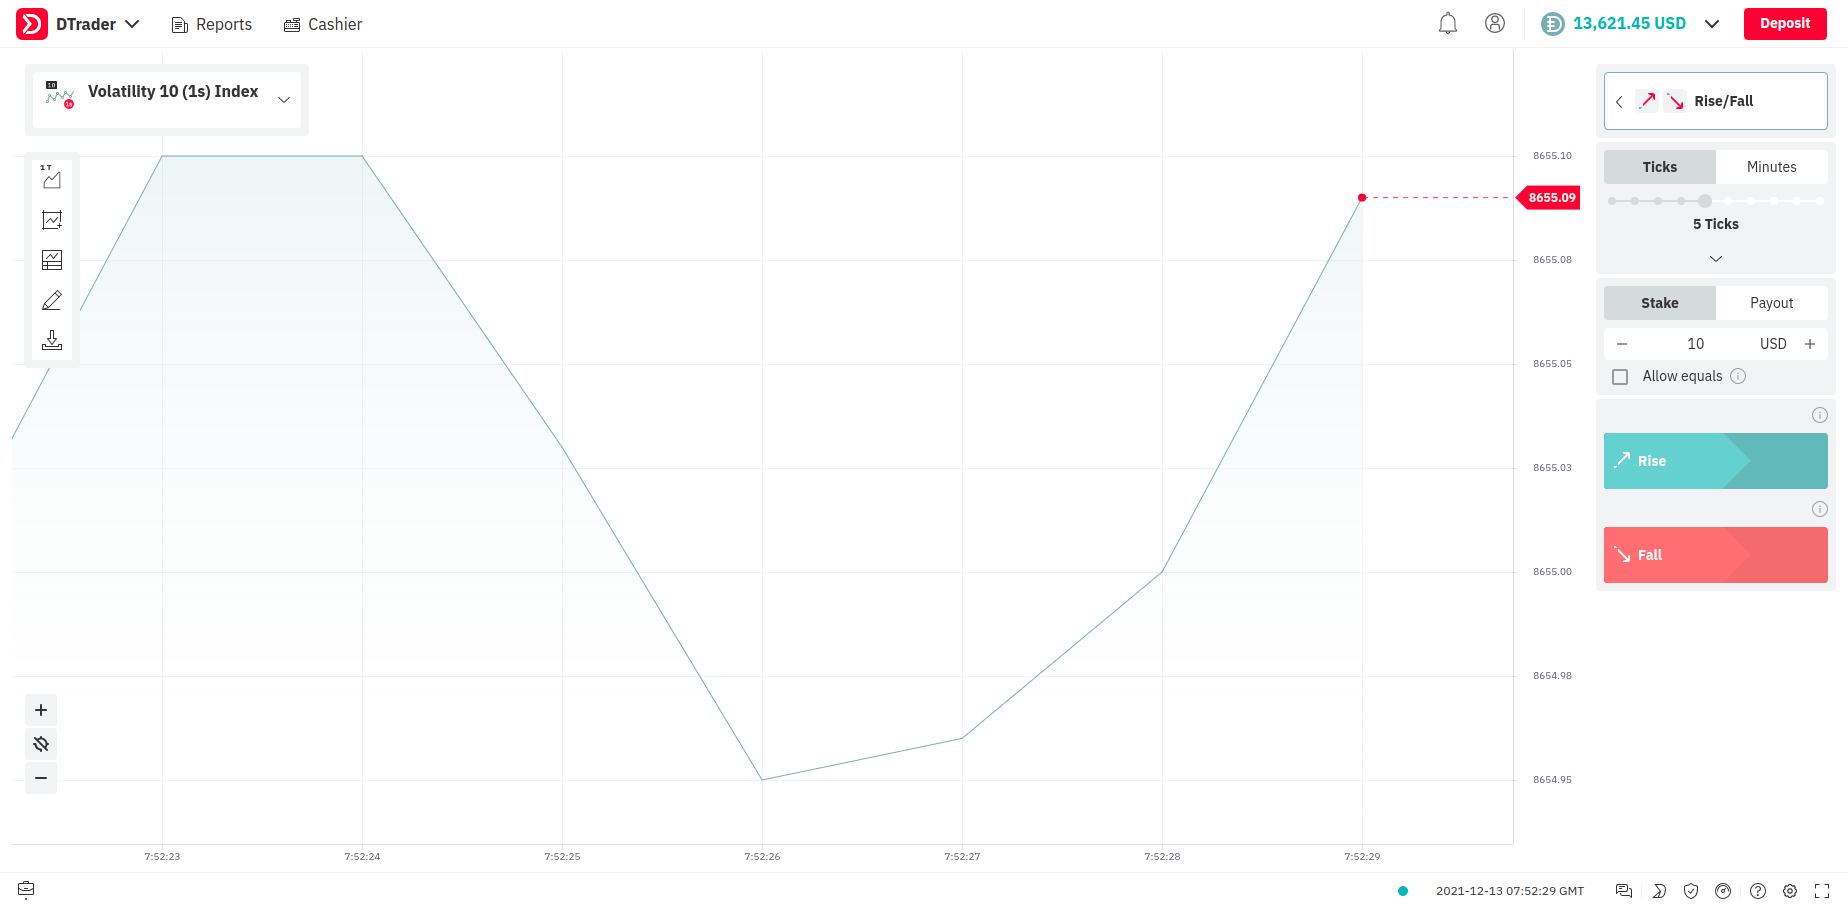 DTrader
Reports
Cashier
13,621.45 USD
Deposit
10
1s
Volatility 10 (1s) Index
1T
8655.10
8655.09
8655.08
8655.05
8655.03
8655.00
8654.98
8654.95
7:52:23
7:52:24
7:52:25
7:52:26
7:52:27
7:52:28
7:52:29
Rise/Fall
Ticks
Minutes
5 Ticks
Stake
Payout
10 USD
Allow equals
Rise
Fall
2021-12-13 07:52:29 GMT